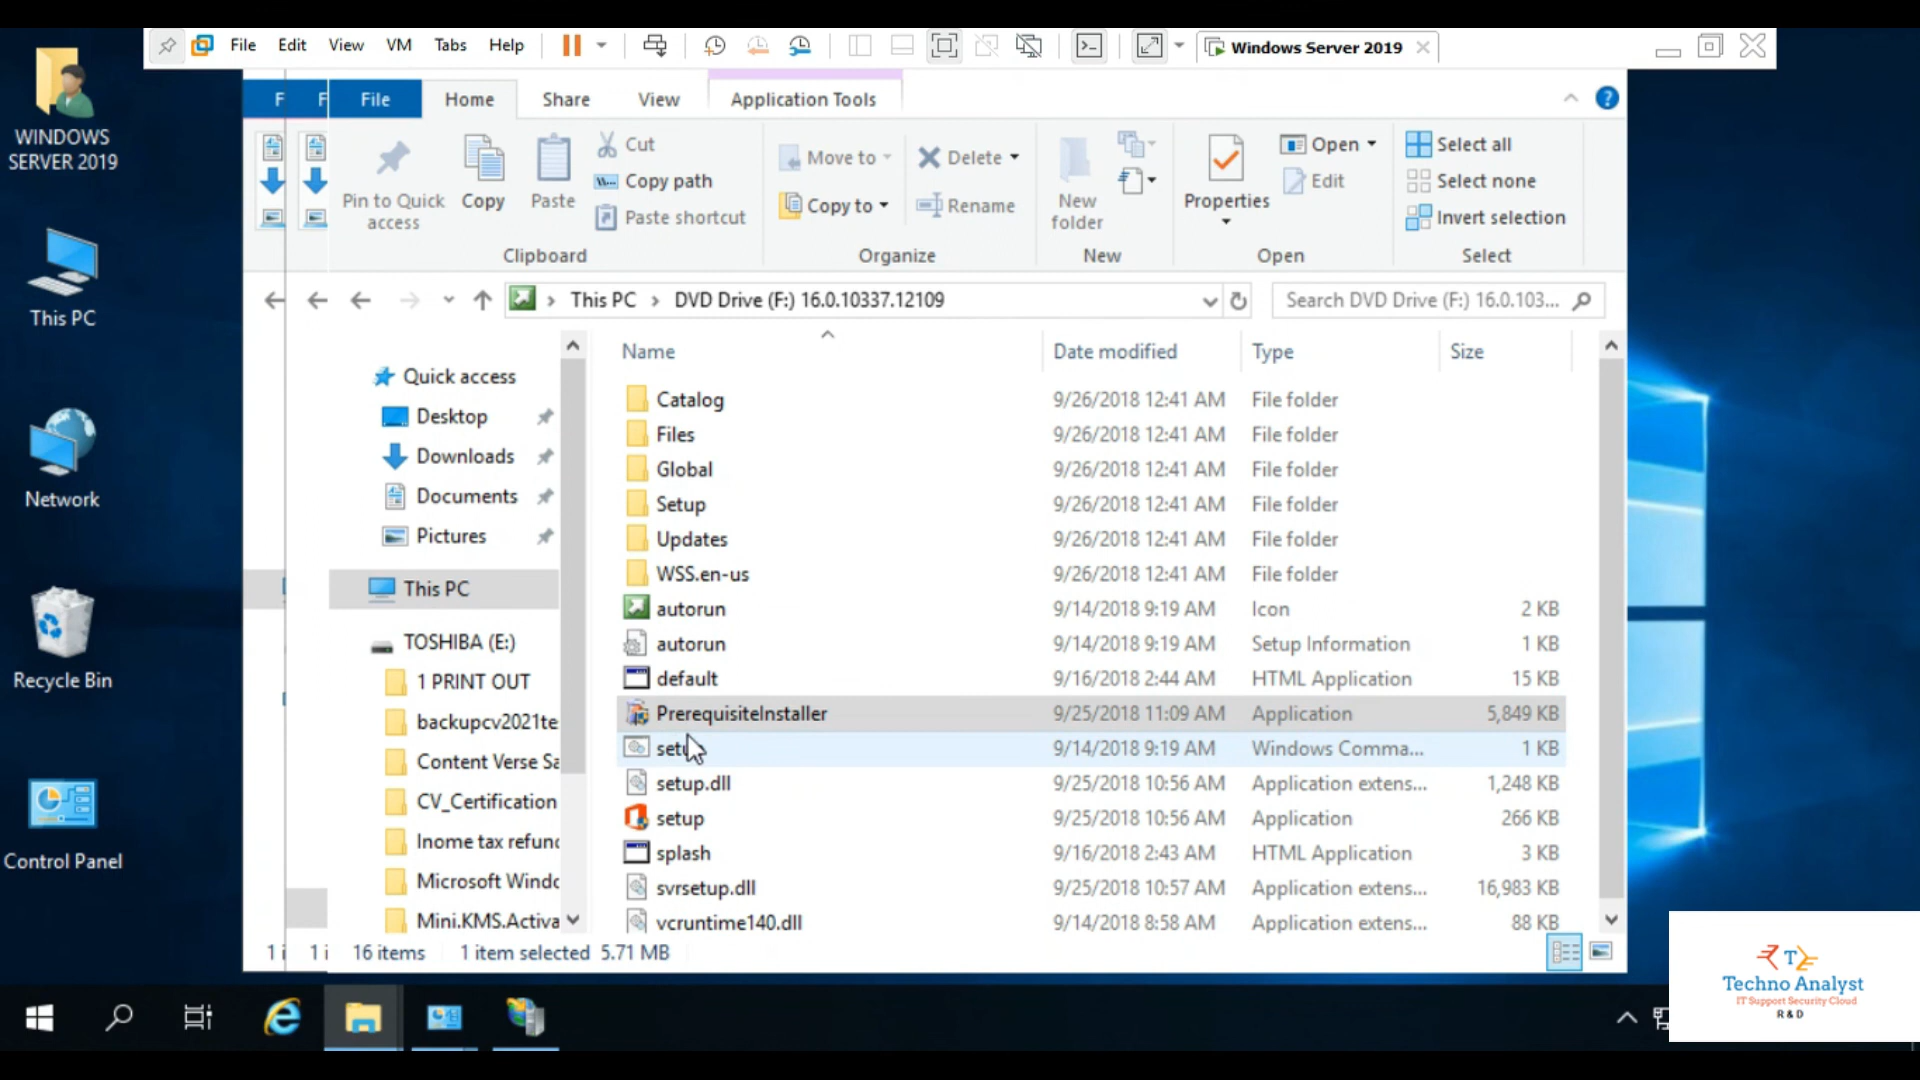 File Edit View VM Tabs Help Windows Server 2019
WINDOWS
SERVER 2019
This PC
Network
Recycle Bin
Control Panel
F F File Home Share View Application Tools
Pin to Quick
access
Copy
Paste
Cut
Copy path
Paste shortcut
Clipboard
Move to
Copy to
Delete
Rename
Organize
New
folder
New
Properties
Open
Edit
Open
Select all
Select none
Invert selection
Select
This PC > DVD Drive (F:) 16.0.10337.12109
Search DVD Drive (F:) 16.0.103...
Quick access
Desktop
Downloads
Documents
Pictures
This PC
TOSHIBA (E:)
1 PRINT OUT
backupcv2021te
Content Verse Sa
CV_Certification
Inome tax refund
Microsoft Windo
Mini.KMS.Activa
Name Date modified Type Size
Catalog 9/26/2018 12:41 AM File folder
Files 9/26/2018 12:41 AM File folder
Global 9/26/2018 12:41 AM File folder
Setup 9/26/2018 12:41 AM File folder
Updates 9/26/2018 12:41 AM File folder
WSS.en-us 9/26/2018 12:41 AM File folder
autorun 9/14/2018 9:19 AM Icon 2 KB
autorun 9/14/2018 9:19 AM Setup Information 1 KB
default 9/16/2018 2:44 AM HTML Application 15 KB
PrerequisiteInstaller 9/25/2018 11:09 AM Application 5,849 KB
setup 9/14/2018 9:19 AM Windows Comma... 1 KB
setup.dll 9/25/2018 10:56 AM Application extens... 1,248 KB
setup 9/25/2018 10:56 AM Application 266 KB
splash 9/16/2018 2:43 AM HTML Application 3 KB
svrsetup.dll 9/25/2018 10:57 AM Application extens... 16,983 KB
vcruntime140.dll 9/14/2018 8:58 AM Application extens... 88 KB
1 i 1 i 16 items 1 item selected 5.71 MB
T
Techno Analyst
IT Support Security Cloud
R & D